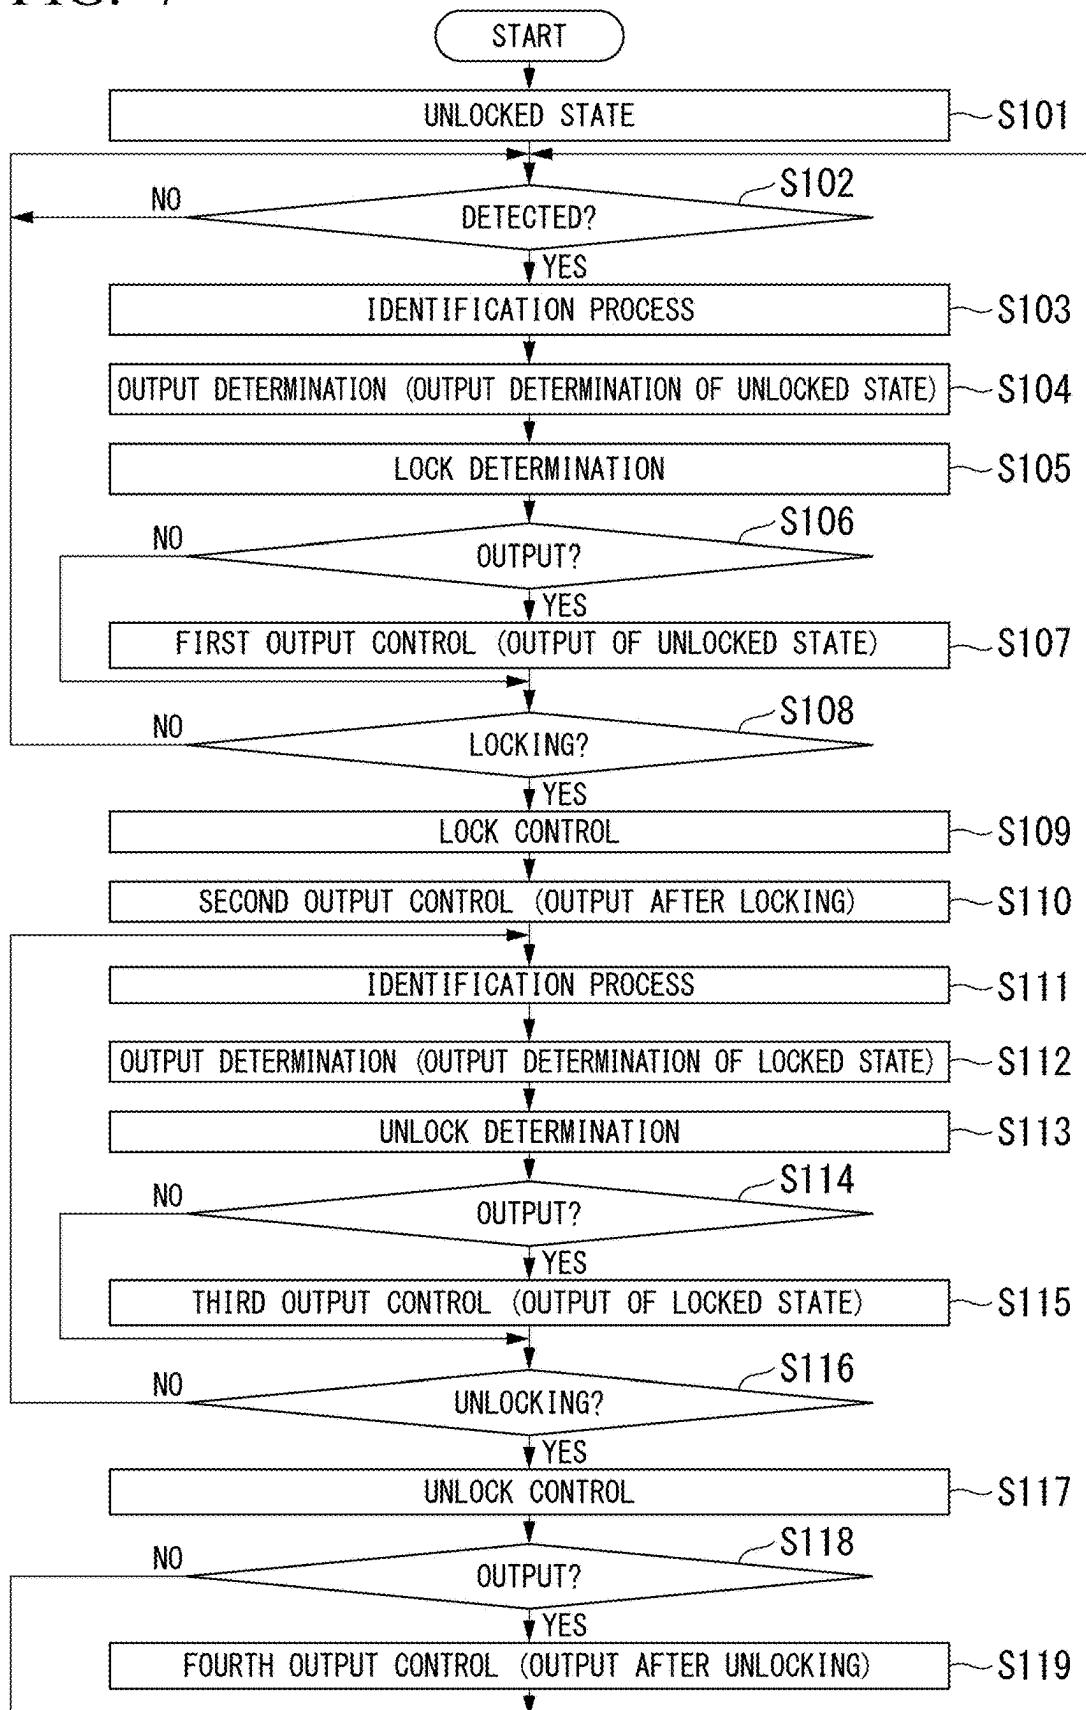 START
UNLOCKED STATE
S101
S102
NO
DETECTED?
YES
IDENTIFICATION PROCESS
S103
OUTPUT DETERMINATION (OUTPUT DETERMINATION OF UNLOCKED STATE)
S104
LOCK DETERMINATION
S105
S106
NO
OUTPUT?
YES
FIRST OUTPUT CONTROL (OUTPUT OF UNLOCKED STATE)
S107
S108
NO
LOCKING?
YES
LOCK CONTROL
S109
SECOND OUTPUT CONTROL (OUTPUT AFTER LOCKING)
S110
IDENTIFICATION PROCESS
S111
OUTPUT DETERMINATION (OUTPUT DETERMINATION OF LOCKED STATE)
S112
UNLOCK DETERMINATION
S113
S114
NO
OUTPUT?
YES
THIRD OUTPUT CONTROL (OUTPUT OF LOCKED STATE)
S115
S116
NO
UNLOCKING?
YES
UNLOCK CONTROL
S117
S118
NO
OUTPUT?
YES
FOURTH OUTPUT CONTROL (OUTPUT AFTER UNLOCKING)
S119